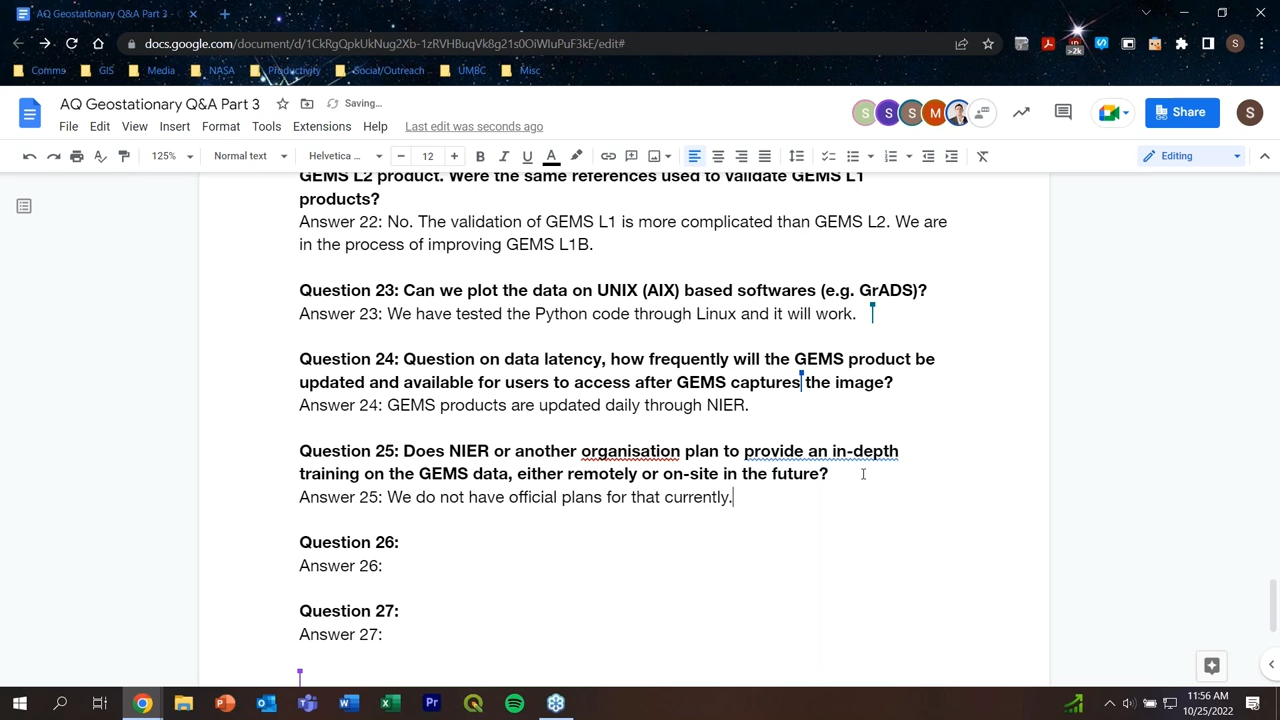 AQ Geostationary Q&A Part 3 -
docs.google.com/document/d/1CkRgQpkUkNug2Xb-1zRVHBuqVk8g21s0OiWIuPuF3kE/edit#
>2k
S
Comms GIS Media NASA Productivity Social/Outreach UMBC Misc
AQ Geostationary Q&A Part 3 Saving…
File Edit View Insert Format Tools Extensions Help Last edit was seconds ago
S S S M Share S
125% Normal text Helvetica ... 12 B I U A Editing
GEMS L2 product. Were the same references used to validate GEMS L1
products?
Answer 22: No. The validation of GEMS L1 is more complicated than GEMS L2. We are
in the process of improving GEMS L1B.
Question 23: Can we plot the data on UNIX (AIX) based softwares (e.g. GrADS)?
Answer 23: We have tested the Python code through Linux and it will work.
Question 24: Question on data latency, how frequently will the GEMS product be
updated and available for users to access after GEMS captures the image?
Answer 24: GEMS products are updated daily through NIER.
Question 25: Does NIER or another organisation plan to provide an in-depth
training on the GEMS data, either remotely or on-site in the future?
Answer 25: We do not have official plans for that currently.
Question 26:
Answer 26:
Question 27:
Answer 27:
11:56 AM
10/25/2022